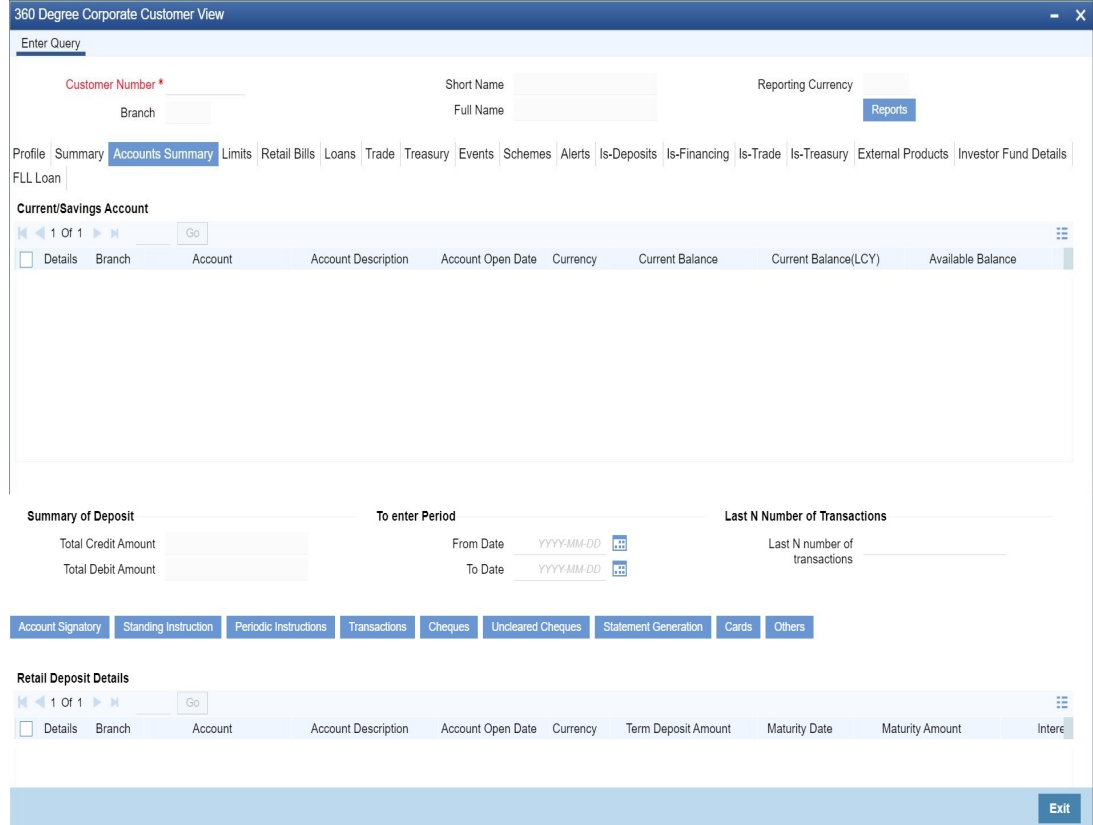 360 Degree Corporate Customer View
Enter Query
Customer Number *
Short Name
Reporting Currency
Branch
Full Name
Reports
Profile Summary Accounts Summary Limits Retail Bills Loans Trade Treasury Events Schemes Alerts Is-Deposits Is-Financing Is-Trade Is-Treasury External Products Investor Fund Details
FLL Loan
Current/Savings Account
1 Of 1 Go
Details Branch Account Account Description Account Open Date Currency Current Balance Current Balance(LCY) Available Balance
Summary of Deposit To enter Period Last N Number of Transactions
Total Credit Amount From Date YYYY-MM-DD Last N number of
transactions
Total Debit Amount To Date YYYY-MM-DD
Account Signatory Standing Instruction Periodic Instructions Transactions Cheques Uncleared Cheques Statement Generation Cards Others
Retail Deposit Details
1 Of 1 Go
Details Branch Account Account Description Account Open Date Currency Term Deposit Amount Maturity Date Maturity Amount Intere
Exit